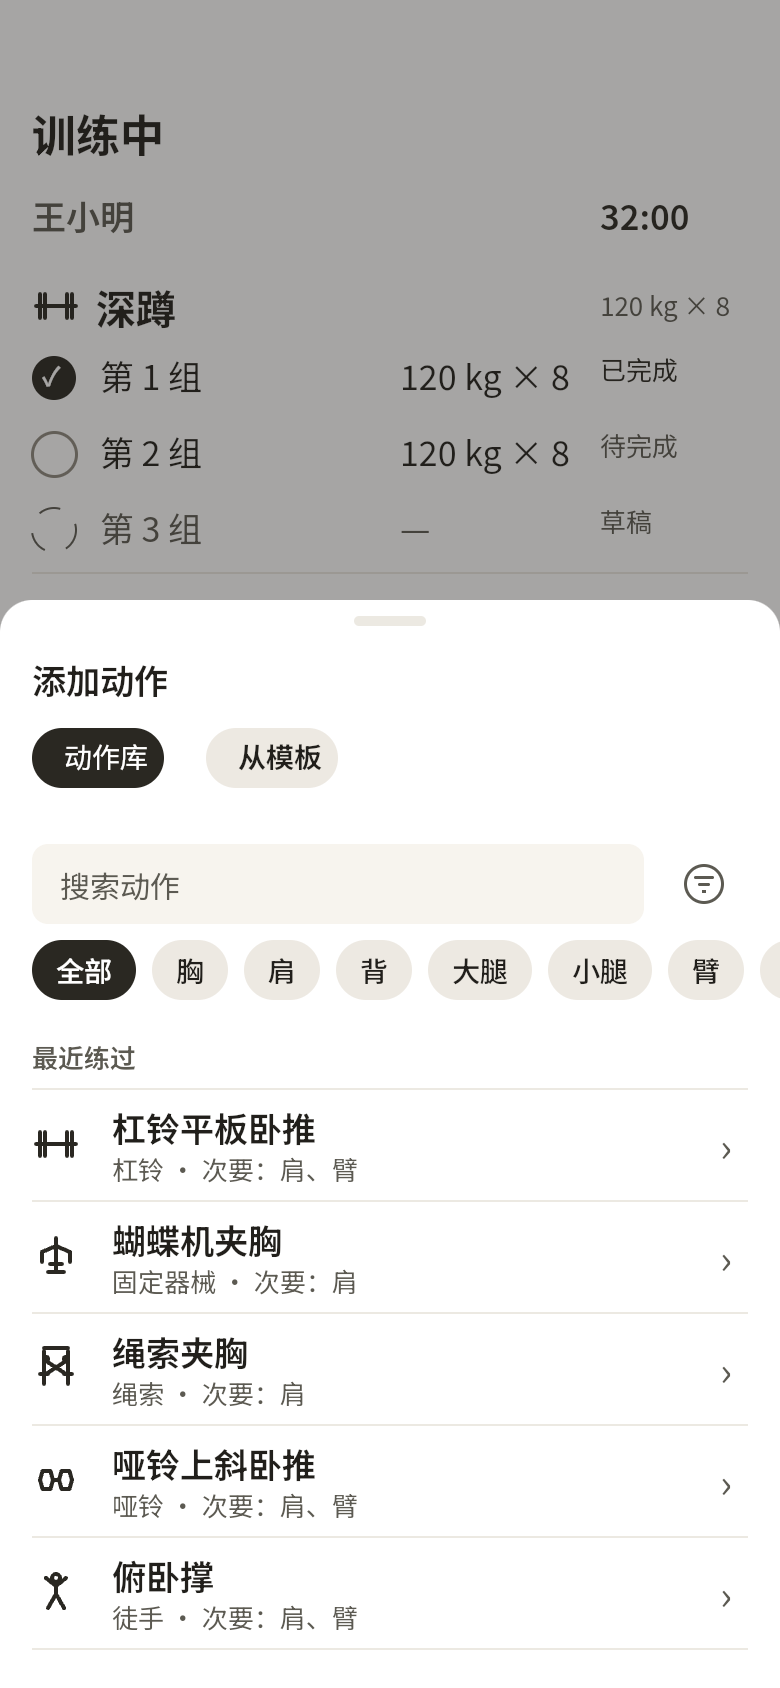 训练中
王小明 32:00
深蹲 120 kg × 8
✓ 第 1 组 120 kg × 8 已完成
第 2 组 120 kg × 8 待完成
第 3 组 — 草稿
添加动作
动作库 从模板
搜索动作
全部 胸 肩 背 大腿 小腿 臂
最近练过
杠铃平板卧推
杠铃 · 次要：肩、臂
蝴蝶机夹胸
固定器械 · 次要：肩
绳索夹胸
绳索 · 次要：肩
哑铃上斜卧推
哑铃 · 次要：肩、臂
俯卧撑
徒手 · 次要：肩、臂